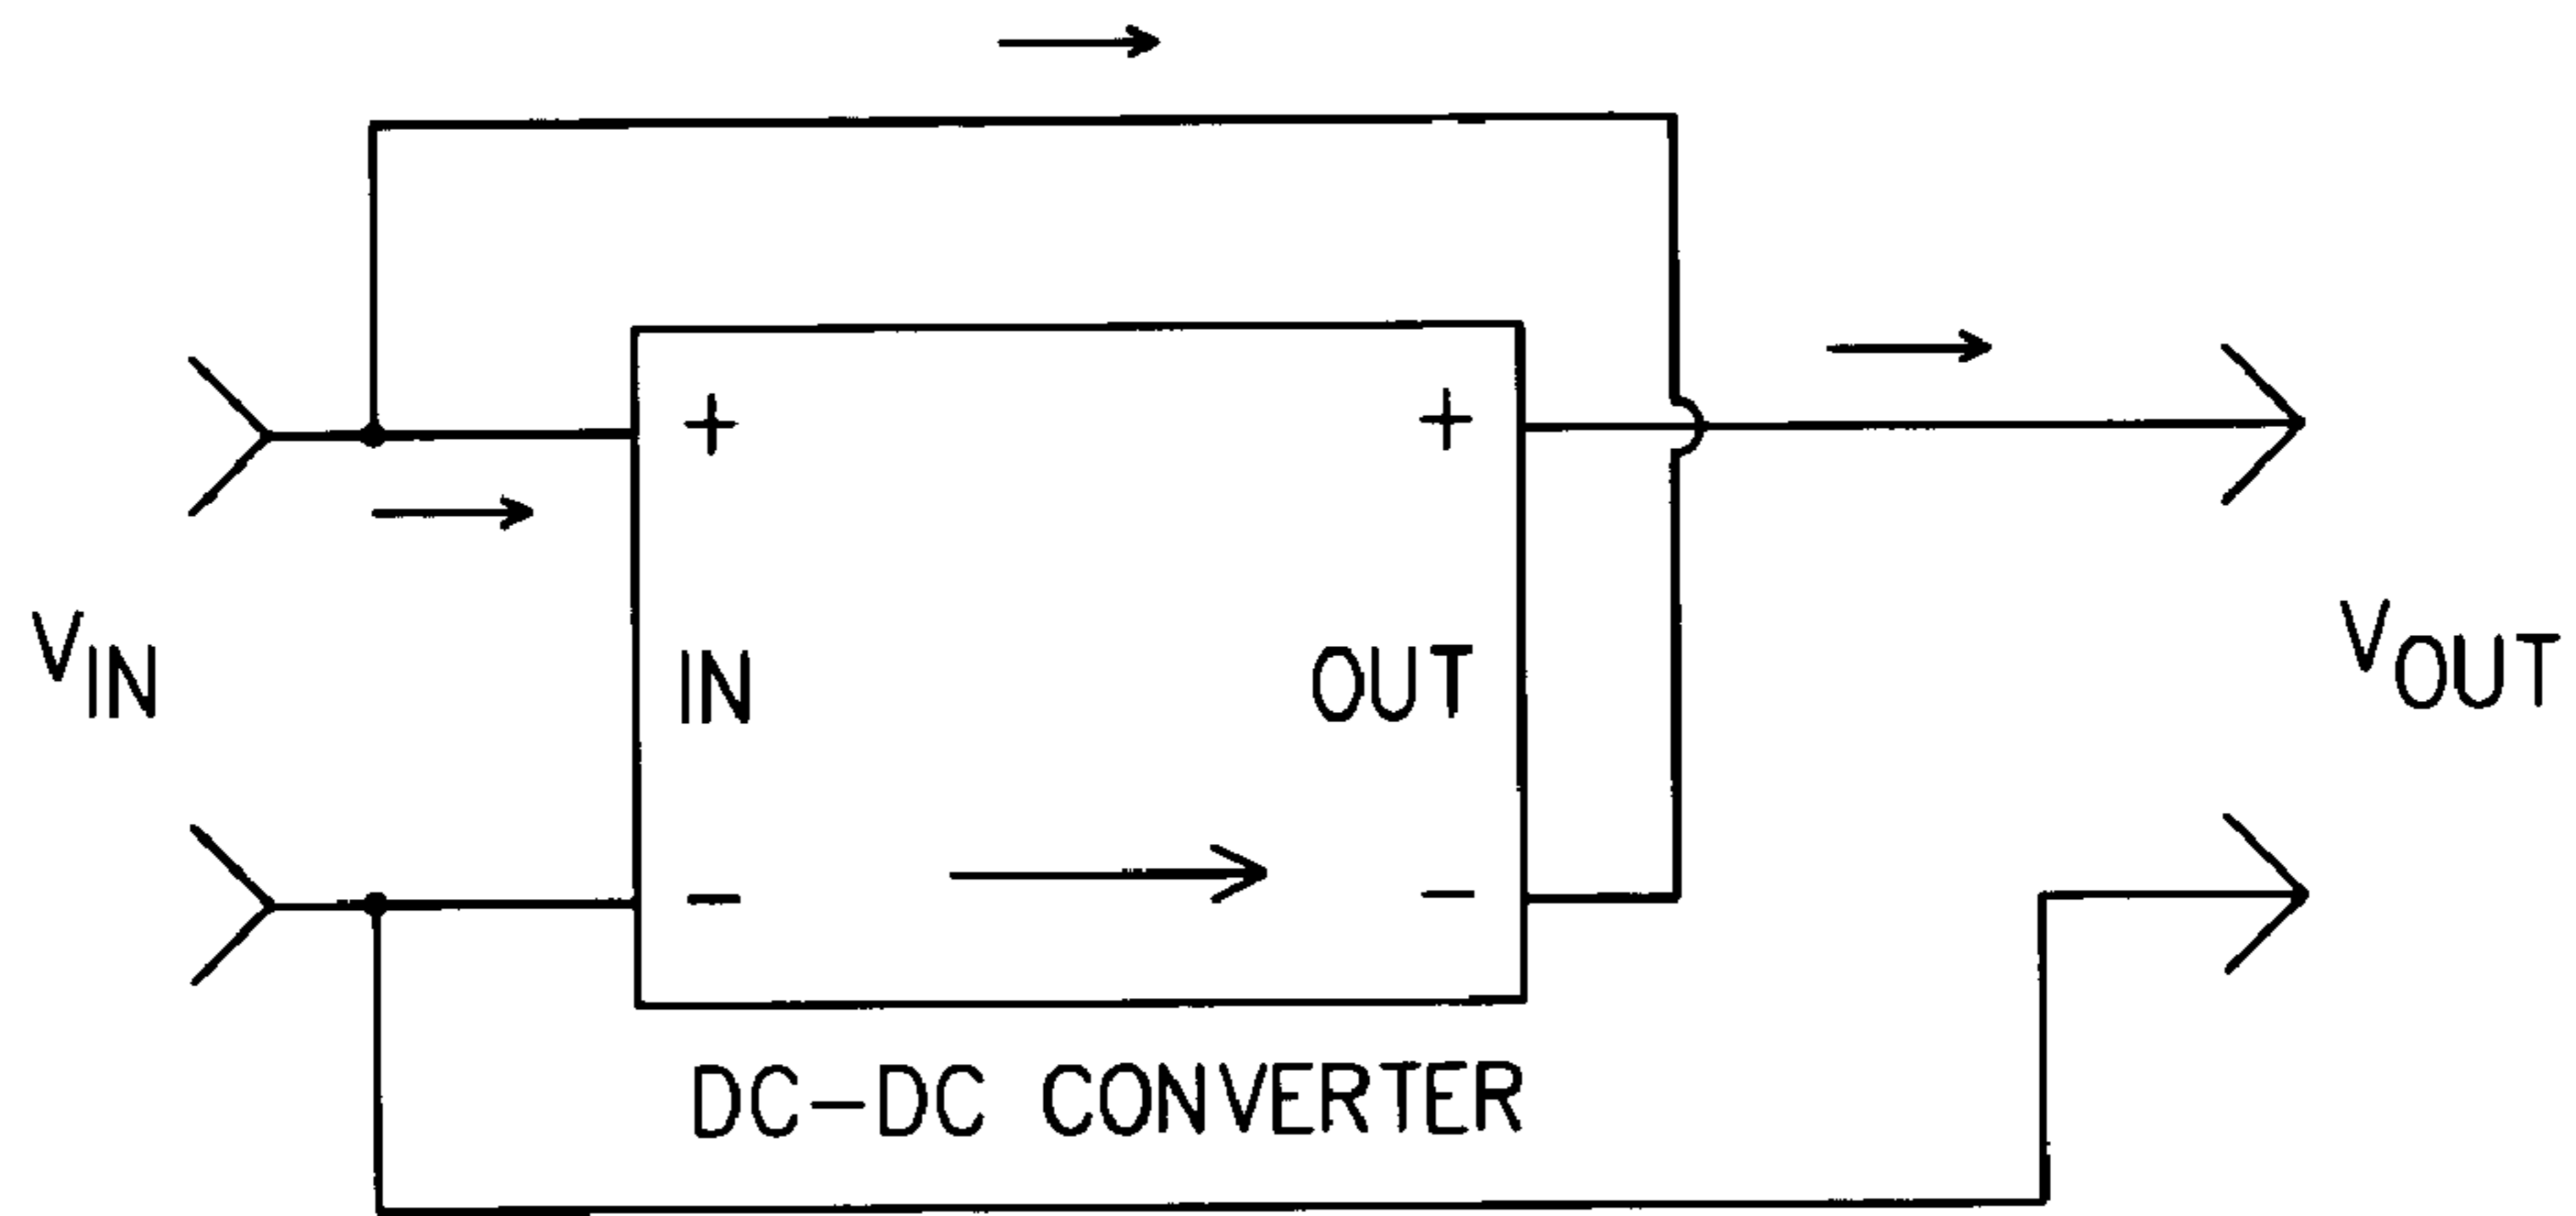 + +
V_IN IN OUT V_OUT
− −
DC-DC CONVERTER